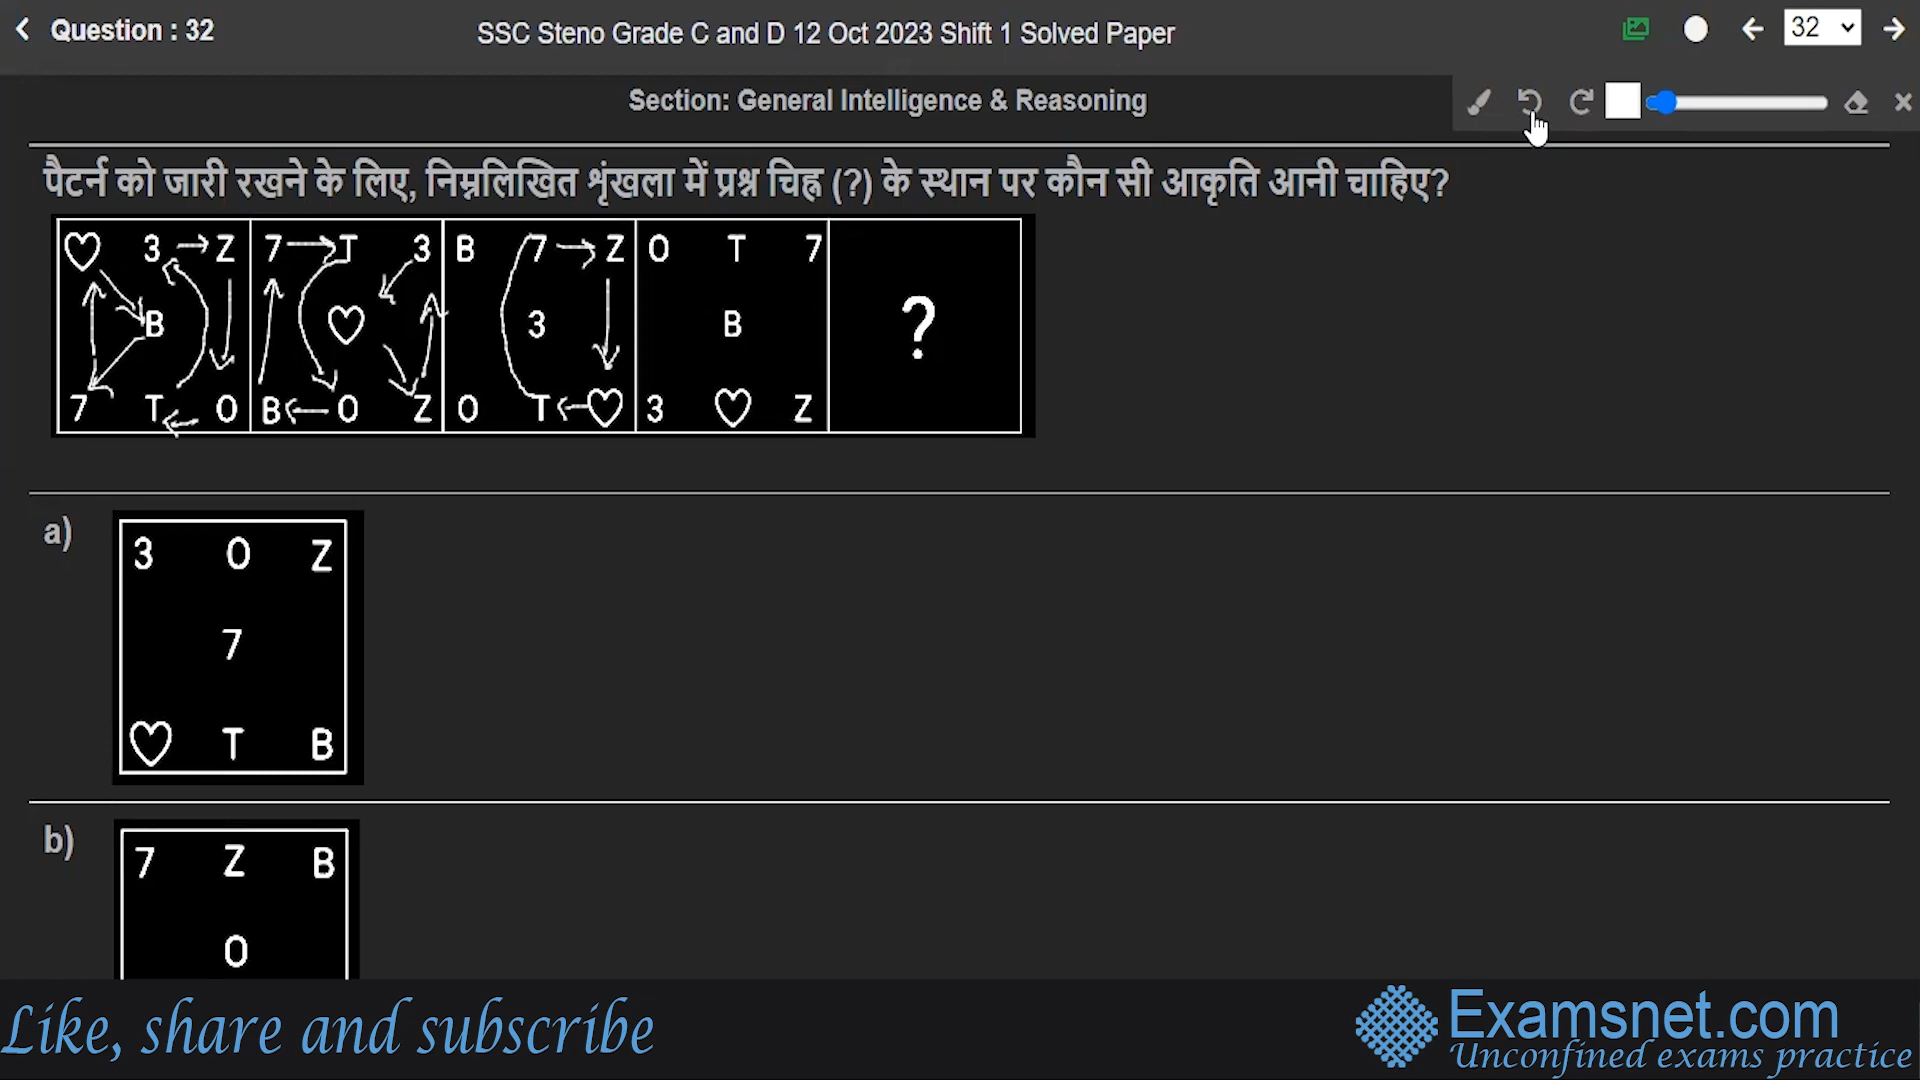 Question : 32
SSC Steno Grade C and D 12 Oct 2023 Shift 1 Solved Paper
32
Section: General Intelligence & Reasoning
पैटर्न को जारी रखने के लिए, निम्नलिखित शृंखला में प्रश्न चिह्न (?) के स्थान पर कौन सी आकृति आनी चाहिए?
♡ 3 Z 7 T 3 B 7 Z O T 7
B ♡ 3 B ?
7 T O B O Z O T ♡ 3 ♡ Z
a)
3 O Z
7
♡ T B
b)
7 Z B
O
Like, share and subscribe
Examsnet.com
Unconfined exams practice